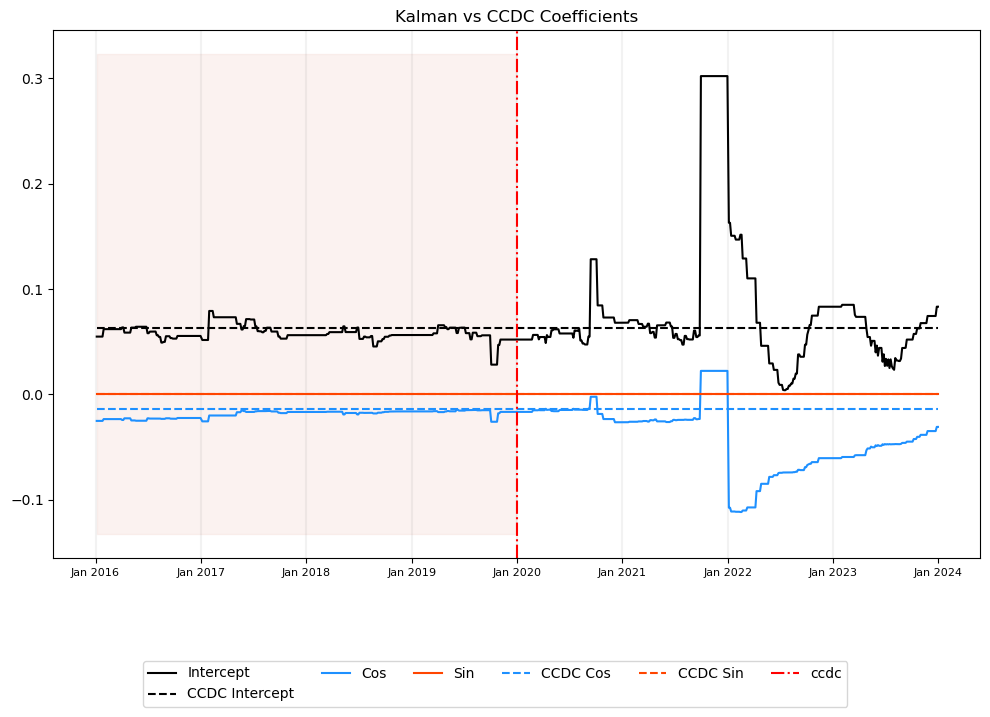 Kalman vs CCDC Coefficients
0.3
0.2
0.1
0.0
−0.1
Jan 2016 Jan 2017 Jan 2018 Jan 2019 Jan 2020 Jan 2021 Jan 2022 Jan 2023 Jan 2024
Intercept Cos Sin CCDC Cos CCDC Sin ccdc
CCDC Intercept